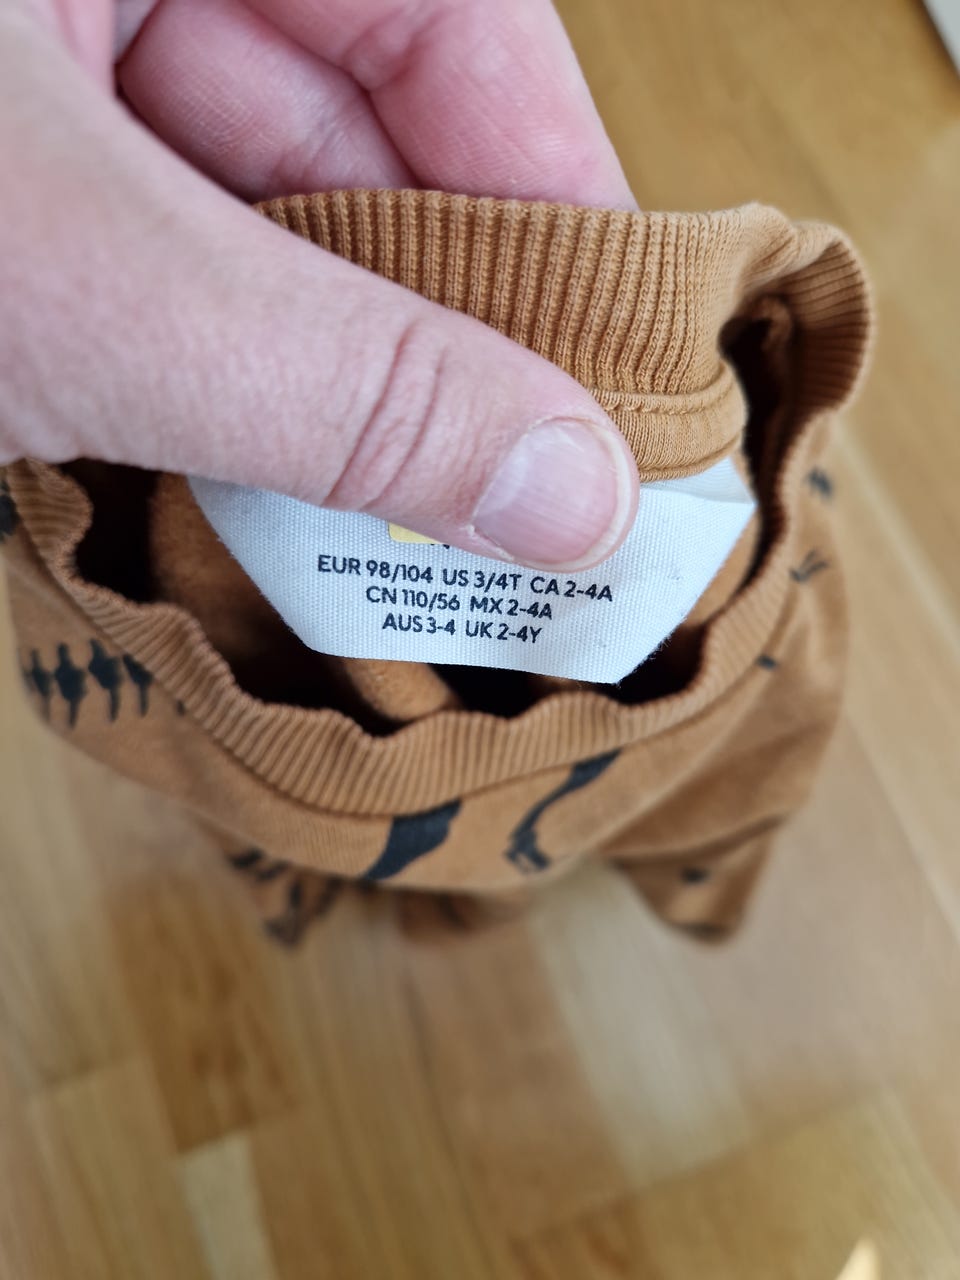 EUR 98/104 US 3/4T CA 2-4A
CN 110/56 MX 2-4A
AUS 3-4 UK 2-4Y